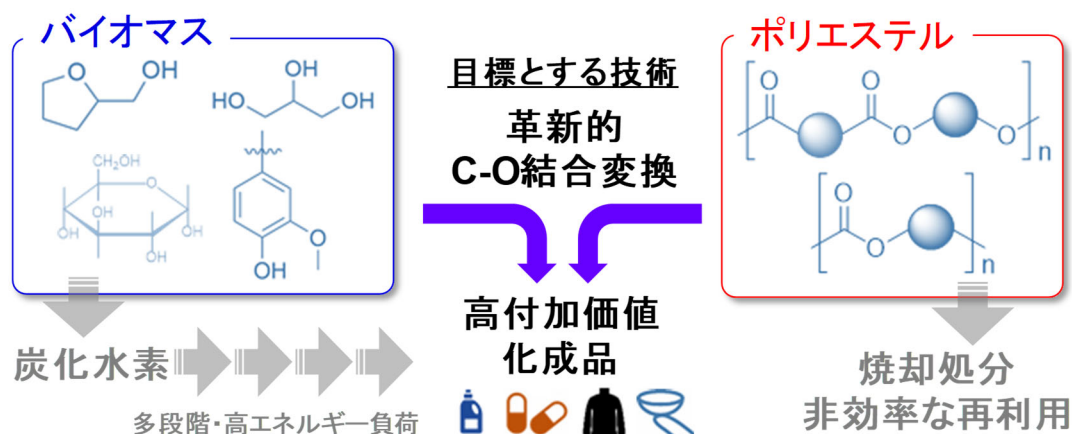 バイオマス
O
OH
OH
HO
OH
CH₂OH
O
OH
OH
OH
OH
O
OH
目標とする技術
革新的
C-O結合変換
ポリエステル
O
O
O
O
n
O
O
n
炭化水素
多段階・高エネルギー負荷
高付加価値
化成品
焼却処分
非効率な再利用